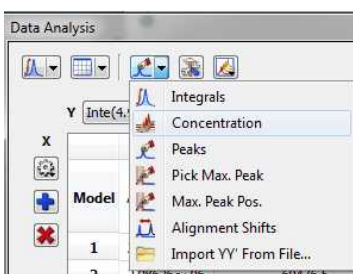 Data Analysis
Integrals
Y Inte(4.
Concentration
X
Peaks
Pick Max. Peak
Model
Max. Peak Pos.
Alignment Shifts
1
Import YY' From File...